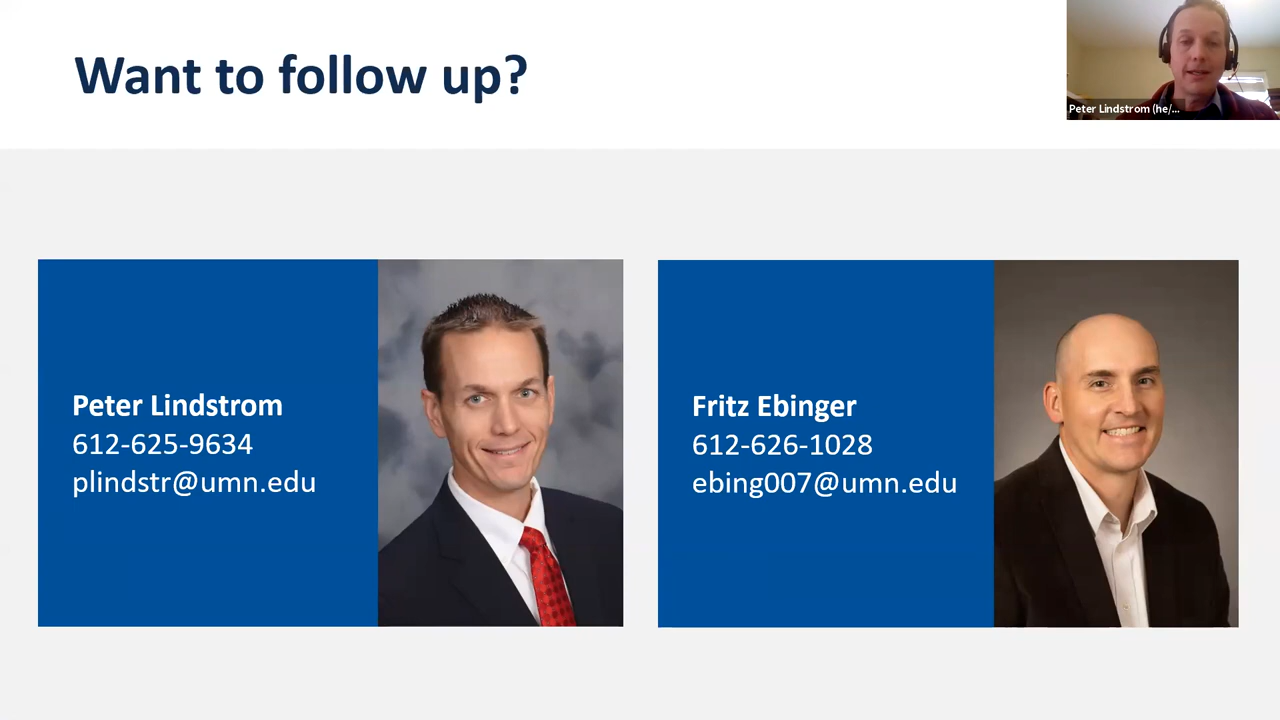 Want to follow up?
Peter Lindstrom (he/...
Peter Lindstrom
612-625-9634
plindstr@umn.edu
Fritz Ebinger
612-626-1028
ebing007@umn.edu